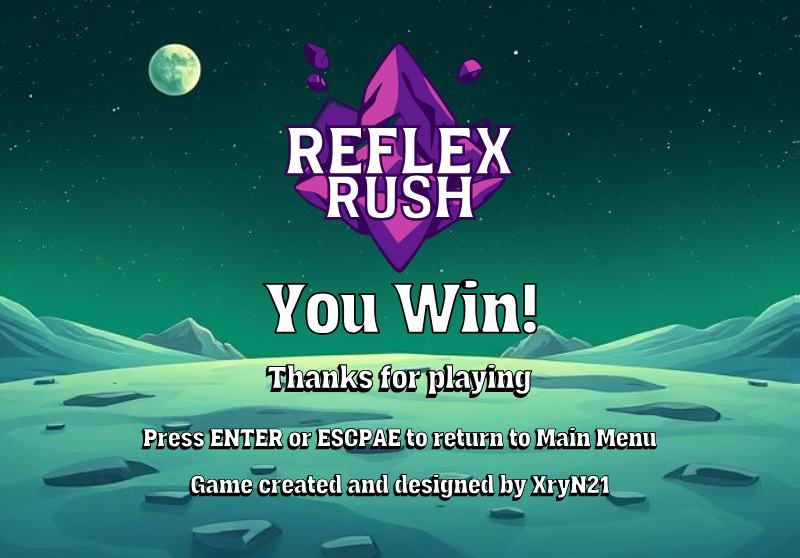 REFLEX
RUSH
You Win!
Thanks for playing
Press ENTER or ESCPAE to return to Main Menu
Game created and designed by XryN21